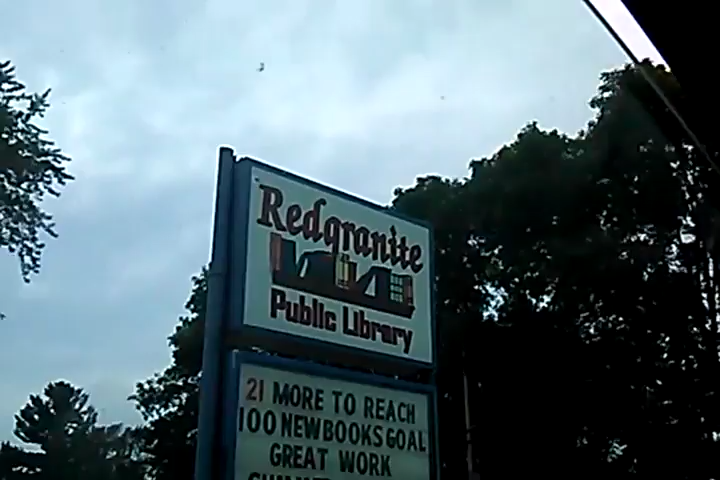 Redgranite
Public Library
21 MORE TO REACH
100 NEW BOOKS GOAL
GREAT WORK